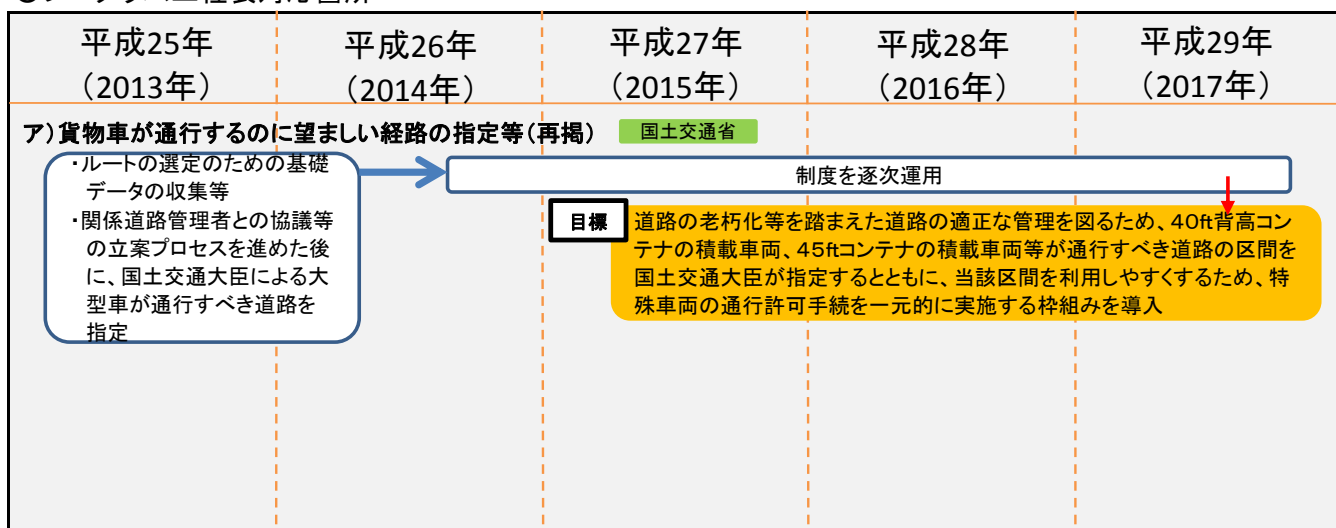 平成25年
(2013年)
平成26年
(2014年)
平成27年
(2015年)
平成28年
(2016年)
平成29年
(2017年)
ア)貨物車が通行するのに望ましい経路の指定等(再掲)
国土交通省
・ルートの選定のための基礎
データの収集等
・関係道路管理者との協議等
の立案プロセスを進めた後
に、国土交通大臣による大
型車が通行すべき道路を
指定
制度を逐次運用
目標
道路の老朽化等を踏まえた道路の適正な管理を図るため、40ft背高コン
テナの積載車両、45ftコンテナの積載車両等が通行すべき道路の区間を
国土交通大臣が指定するとともに、当該区間を利用しやすくするため、特
殊車両の通行許可手続を一元的に実施する枠組みを導入